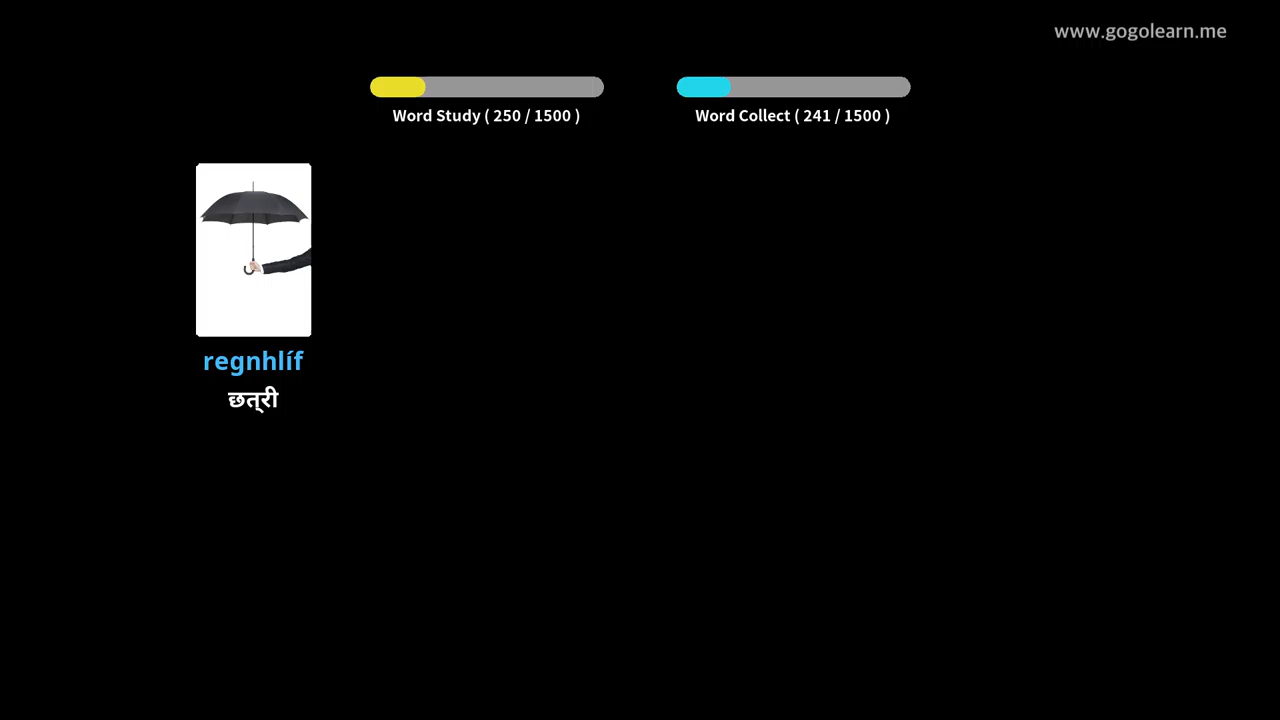 www.gogolearn.me
Word Study ( 250 / 1500 )
Word Collect ( 241 / 1500 )
regnhlíf
छत्री